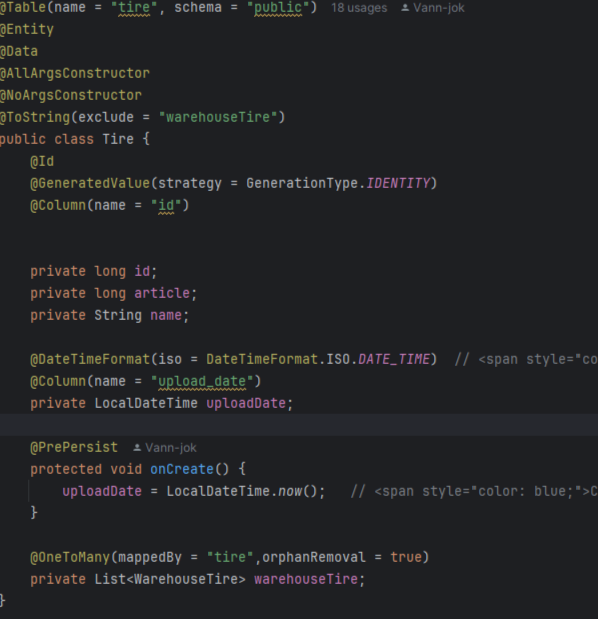 @Table(name = "tire", schema = "public") 18 usages Vann-jok
@Entity
@Data
@AllArgsConstructor
@NoArgsConstructor
@ToString(exclude = "warehouseTire")
public class Tire {
@Id
@GeneratedValue(strategy = GenerationType.IDENTITY)
@Column(name = "id")
private long id;
private long article;
private String name;
@DateTimeFormat(iso = DateTimeFormat.ISO.DATE_TIME) // <span style="co
@Column(name = "upload_date")
private LocalDateTime uploadDate;
@PrePersist Vann-jok
protected void onCreate() {
uploadDate = LocalDateTime.now(); // <span style="color: blue;">C
}
@OneToMany(mappedBy = "tire",orphanRemoval = true)
private List<WarehouseTire> warehouseTire;
}